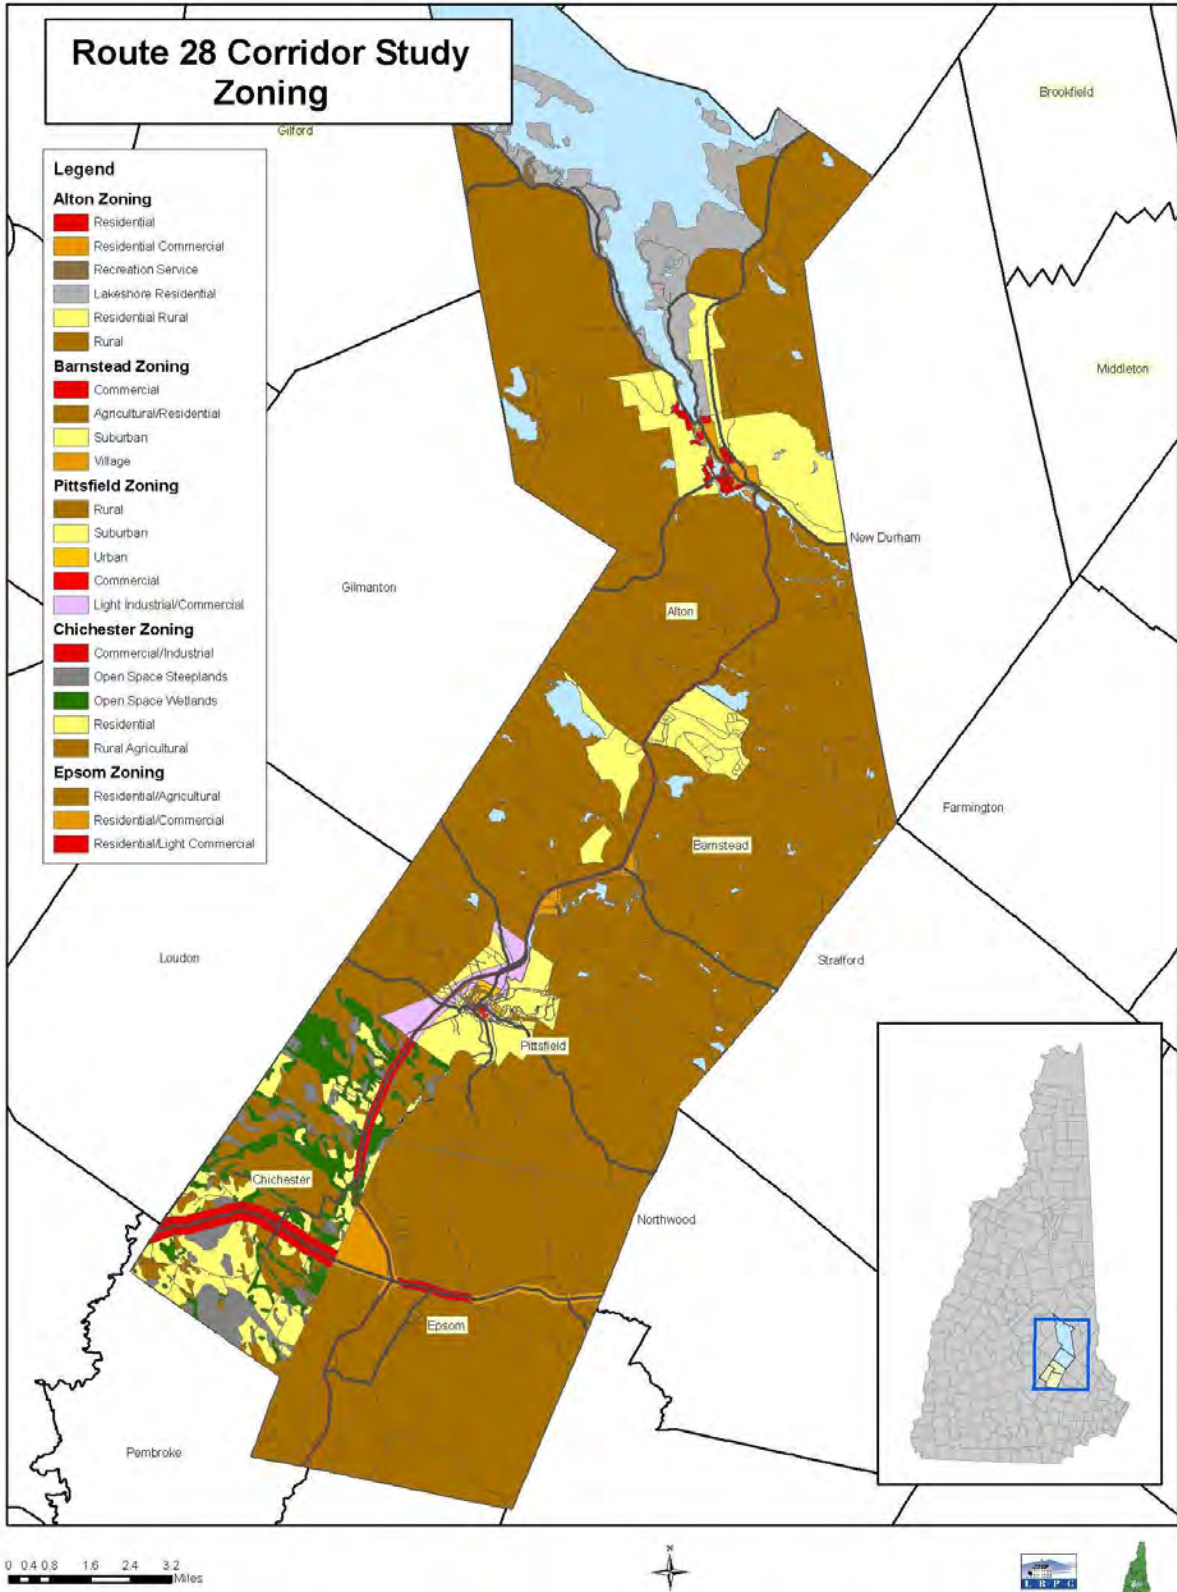 Route 28 Corridor Study
Zoning
Legend
Alton Zoning
Residential
Residential Commercial
Recreation Service
Lakeshore Residential
Residential Rural
Rural
Barnstead Zoning
Commercial
Agricultural/Residential
Suburban
Village
Pittsfield Zoning
Rural
Suburban
Urban
Commercial
Light Industrial/Commercial
Chichester Zoning
Commercial/Industrial
Open Space Steeplands
Open Space Wetlands
Residential
Rural Agricultural
Epsom Zoning
Residential/Agricultural
Residential/Commercial
Residential/Light Commercial
Gilford
Brookfield
Middleton
New Durham
Gilmanton
Alton
Farmington
Barnstead
Loudon
Strafford
Pittsfield
Chichester
Northwood
Epsom
Pembroke
0 0.4 0.8 1.6 2.4 3.2
Miles
N
L R P C